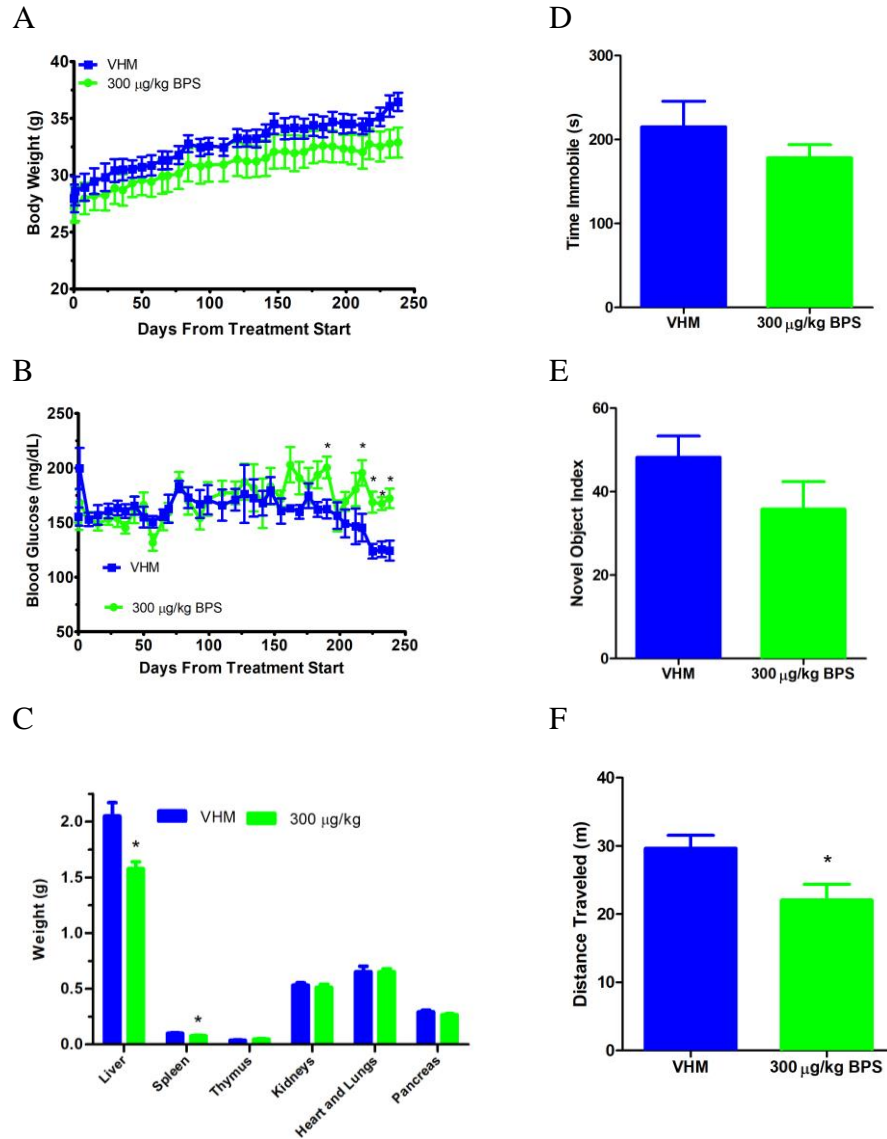 A
VHM
300 μg/kg BPS
40
35
30
25
20
0 50 100 150 200 250
Body Weight (g)
Days From Treatment Start
B
250
200
150
100
50
* * * * *
VHM
300 μg/kg BPS
0 50 100 150 200 250
Blood Glucose (mg/dL)
Days From Treatment Start
C
VHM 300 μg/kg
2.0
1.5
1.0
0.5
0.0
* *
Weight (g)
Liver
Spleen
Thymus
Kidneys
Heart and Lungs
Pancreas
D
300
200
100
0
Time Immobile (s)
VHM 300 μg/kg BPS
E
60
40
20
0
Novel Object Index
VHM 300 μg/kg BPS
F
40
30
20
10
0
*
Distance Traveled (m)
VHM 300 μg/kg BPS